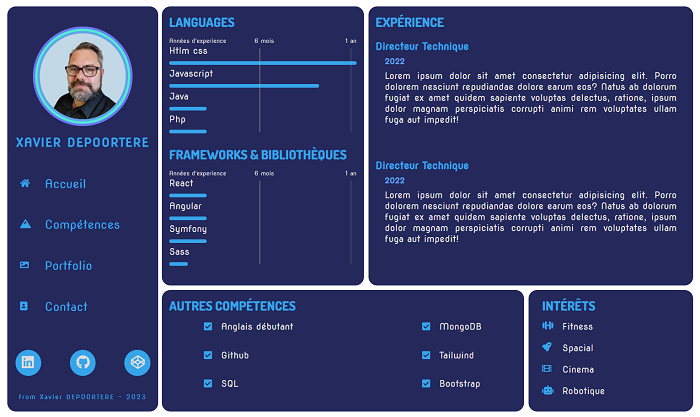 XAVIER DEPOORTERE
Accueil
Compétences
Portfolio
Contact
from Xavier DEPOORTERE - 2023
LANGUAGES
Années d'experience 6 mois 1 an
Htlm css
Javascript
Java
Php
FRAMEWORKS & BIBLIOTHÈQUES
Années d'experience 6 mois 1 an
React
Angular
Symfony
Sass
EXPÉRIENCE
Directeur Technique
2022
Lorem ipsum dolor sit amet consectetur adipisicing elit. Porro
dolorem nesciunt repudiandae dolore earum eos? Natus ab dolorum
fugiat ex amet quidem sapiente voluptas delectus, ratione, ipsum
dolor magnam perspiciatis corrupti animi rem voluptates ullam
fuga aut impedit!
Directeur Technique
2022
Lorem ipsum dolor sit amet consectetur adipisicing elit. Porro
dolorem nesciunt repudiandae dolore earum eos? Natus ab dolorum
fugiat ex amet quidem sapiente voluptas delectus, ratione, ipsum
dolor magnam perspiciatis corrupti animi rem voluptates ullam
fuga aut impedit!
AUTRES COMPÉTENCES
Anglais débutant
Github
SQL
MongoDB
Tailwind
Bootstrap
INTÉRÊTS
Fitness
Spacial
Cinema
Robotique